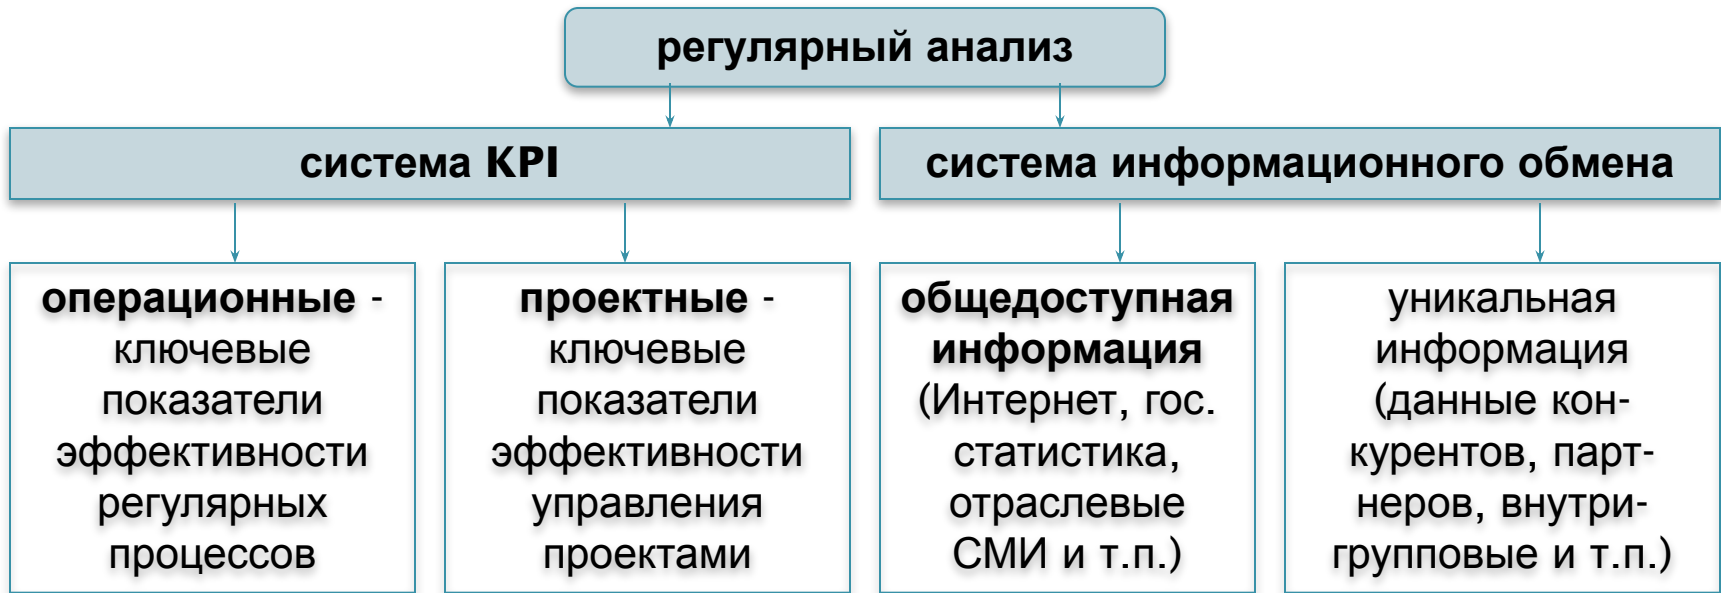 регулярный анализ
система KPI
система информационного обмена
операционные -
ключевые
показатели
эффективности
регулярных
процессов
проектные -
ключевые
показатели
эффективности
управления
проектами
общедоступная
информация
(Интернет, гос.
статистика,
отраслевые
СМИ и т.п.)
уникальная
информация
(данные кон-
курентов, парт-
неров, внутри-
групповые и т.п.)